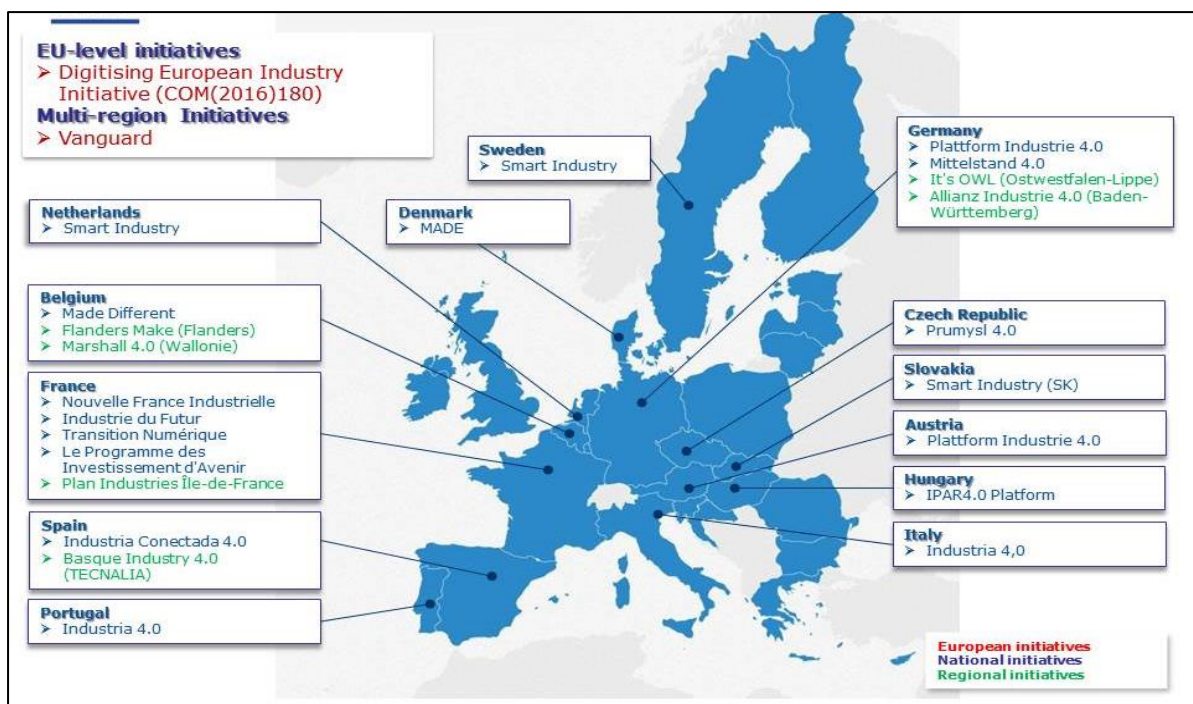 EU-level initiatives
➢ Digitising European Industry
Initiative (COM(2016)180)
Multi-region Initiatives
➢ Vanguard
Sweden
➢ Smart Industry
Germany
➢ Plattform Industrie 4.0
➢ Mittelstand 4.0
➢ It's OWL (Ostwestfalen-Lippe)
➢ Allianz Industrie 4.0 (Baden-
Württemberg)
Netherlands
➢ Smart Industry
Denmark
➢ MADE
Belgium
➢ Made Different
➢ Flanders Make (Flanders)
➢ Marshall 4.0 (Wallonie)
Czech Republic
➢ Prumysl 4.0
Slovakia
➢ Smart Industry (SK)
France
➢ Nouvelle France Industrielle
➢ Industrie du Futur
➢ Transition Numérique
➢ Le Programme des
Investissement d'Avenir
➢ Plan Industries Île-de-France
Austria
➢ Plattform Industrie 4.0
Hungary
➢ IPAR4.0 Platform
Spain
➢ Industria Conectada 4.0
➢ Basque Industry 4.0
(TECNALIA)
Italy
➢ Industria 4,0
Portugal
➢ Industria 4.0
European initiatives
National initiatives
Regional initiatives